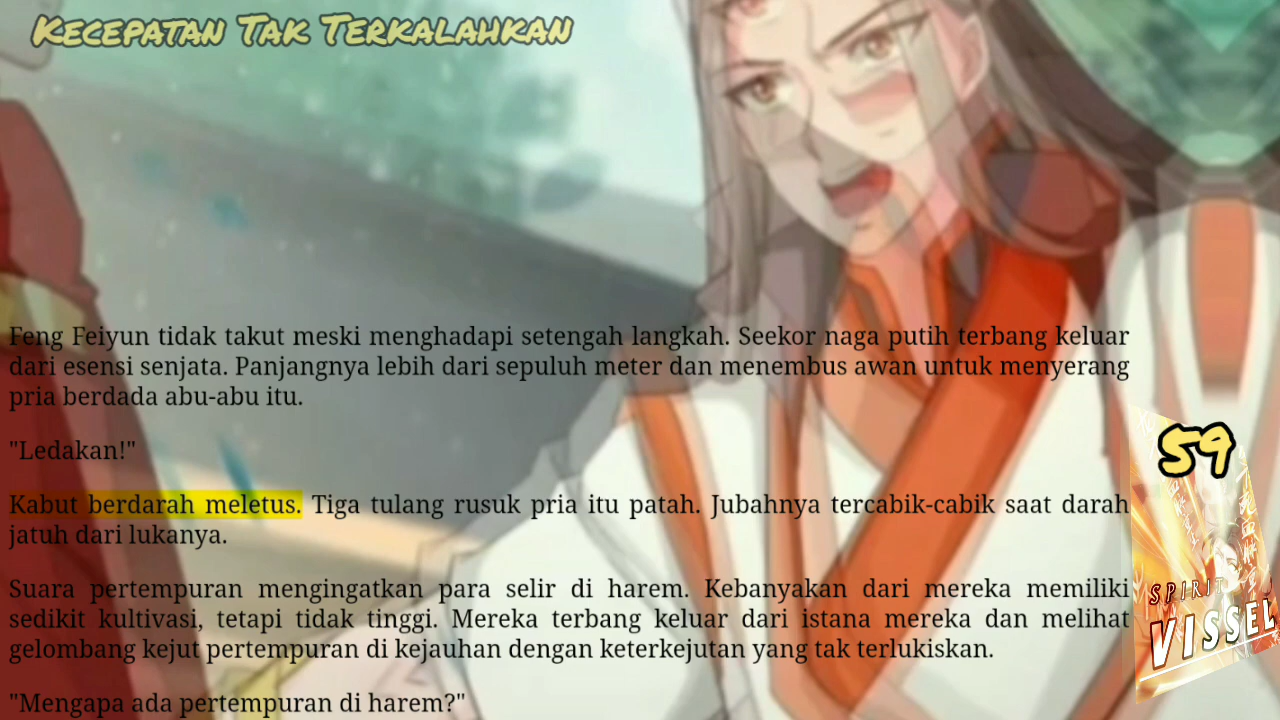 Kecepatan Tak Terkalahkan
Feng Feiyun tidak takut meski menghadapi setengah langkah. Seekor naga putih terbang keluar
dari esensi senjata. Panjangnya lebih dari sepuluh meter dan menembus awan untuk menyerang
pria berdada abu-abu itu.
"Ledakan!"
Kabut berdarah meletus. Tiga tulang rusuk pria itu patah. Jubahnya tercabik-cabik saat darah
jatuh dari lukanya.
Suara pertempuran mengingatkan para selir di harem. Kebanyakan dari mereka memiliki
sedikit kultivasi, tetapi tidak tinggi. Mereka terbang keluar dari istana mereka dan melihat
gelombang kejut pertempuran di kejauhan dengan keterkejutan yang tak terlukiskan.
"Mengapa ada pertempuran di harem?"
59
SPIRIT
VISSEL